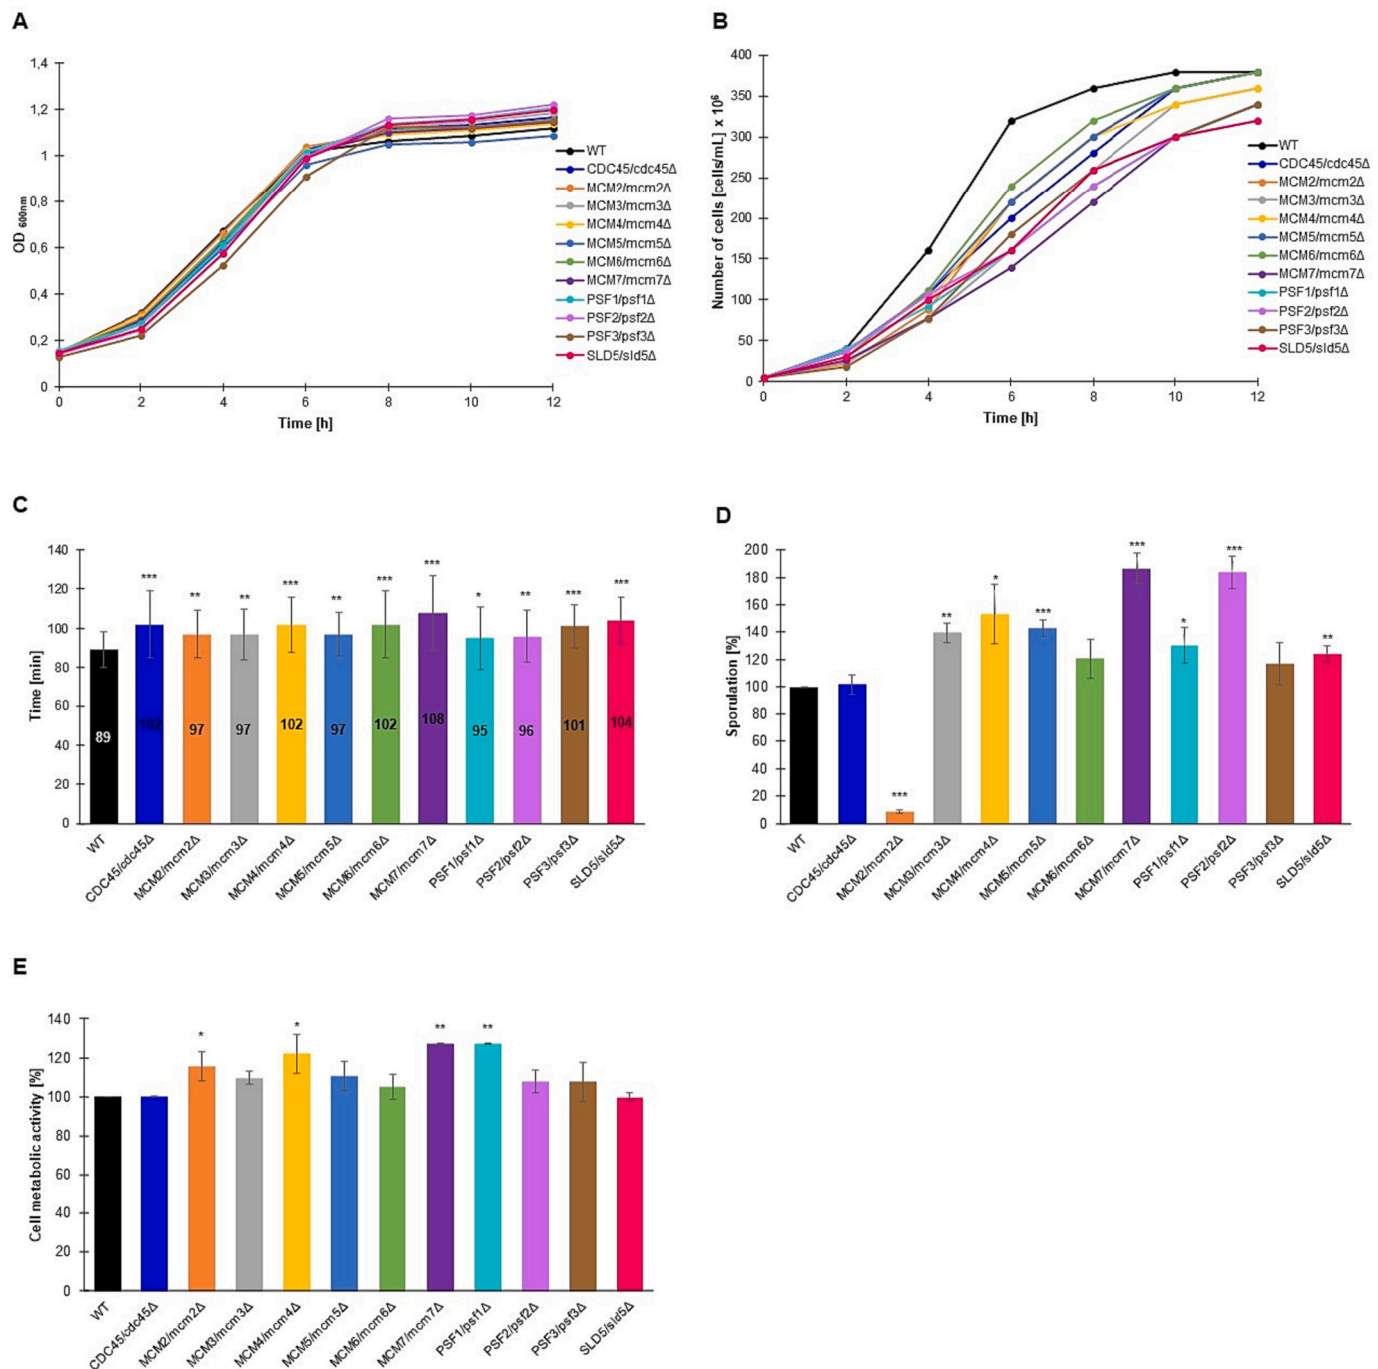 A
1,4
1,2
1
0,8
0,6
0,4
0,2
0
OD 600nm
0 2 4 6 8 10 12
Time [h]
WT
CDC45/cdc45Δ
MCM2/mcm2Δ
MCM3/mcm3Δ
MCM4/mcm4Δ
MCM5/mcm5Δ
MCM6/mcm6Δ
MCM7/mcm7Δ
PSF1/psf1Δ
PSF2/psf2Δ
PSF3/psf3Δ
SLD5/sld5Δ
B
400
350
300
250
200
150
100
50
0
Number of cells [cells/mL] x 10⁶
0 2 4 6 8 10 12
Time [h]
WT
CDC45/cdc45Δ
MCM2/mcm2Δ
MCM3/mcm3Δ
MCM4/mcm4Δ
MCM5/mcm5Δ
MCM6/mcm6Δ
MCM7/mcm7Δ
PSF1/psf1Δ
PSF2/psf2Δ
PSF3/psf3Δ
SLD5/sld5Δ
C
140
120
100
80
60
40
20
0
Time [min]
*** ** ** *** ** *** *** * ** *** ***
89 102 97 97 102 97 102 108 95 96 101 104
WT
CDC45/cdc45Δ
MCM2/mcm2Δ
MCM3/mcm3Δ
MCM4/mcm4Δ
MCM5/mcm5Δ
MCM6/mcm6Δ
MCM7/mcm7Δ
PSF1/psf1Δ
PSF2/psf2Δ
PSF3/psf3Δ
SLD5/sld5Δ
D
200
180
160
140
120
100
80
60
40
20
0
Sporulation [%]
*** ** * *** *** * *** **
WT
CDC45/cdc45Δ
MCM2/mcm2Δ
MCM3/mcm3Δ
MCM4/mcm4Δ
MCM5/mcm5Δ
MCM6/mcm6Δ
MCM7/mcm7Δ
PSF1/psf1Δ
PSF2/psf2Δ
PSF3/psf3Δ
SLD5/sld5Δ
E
140
120
100
80
60
40
20
0
Cell metabolic activity [%]
* * ** **
WT
CDC45/cdc45Δ
MCM2/mcm2Δ
MCM3/mcm3Δ
MCM4/mcm4Δ
MCM5/mcm5Δ
MCM6/mcm6Δ
MCM7/mcm7Δ
PSF1/psf1Δ
PSF2/psf2Δ
PSF3/psf3Δ
SLD5/sld5Δ